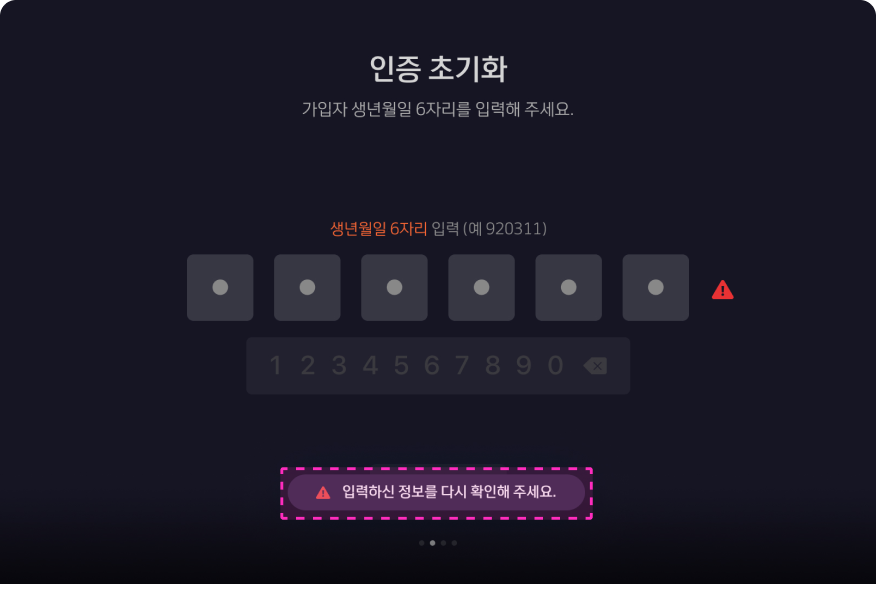 인증 초기화
가입자 생년월일 6자리를 입력해 주세요.
생년월일 6자리 입력 (예 920311)
1 2 3 4 5 6 7 8 9 0
입력하신 정보를 다시 확인해 주세요.